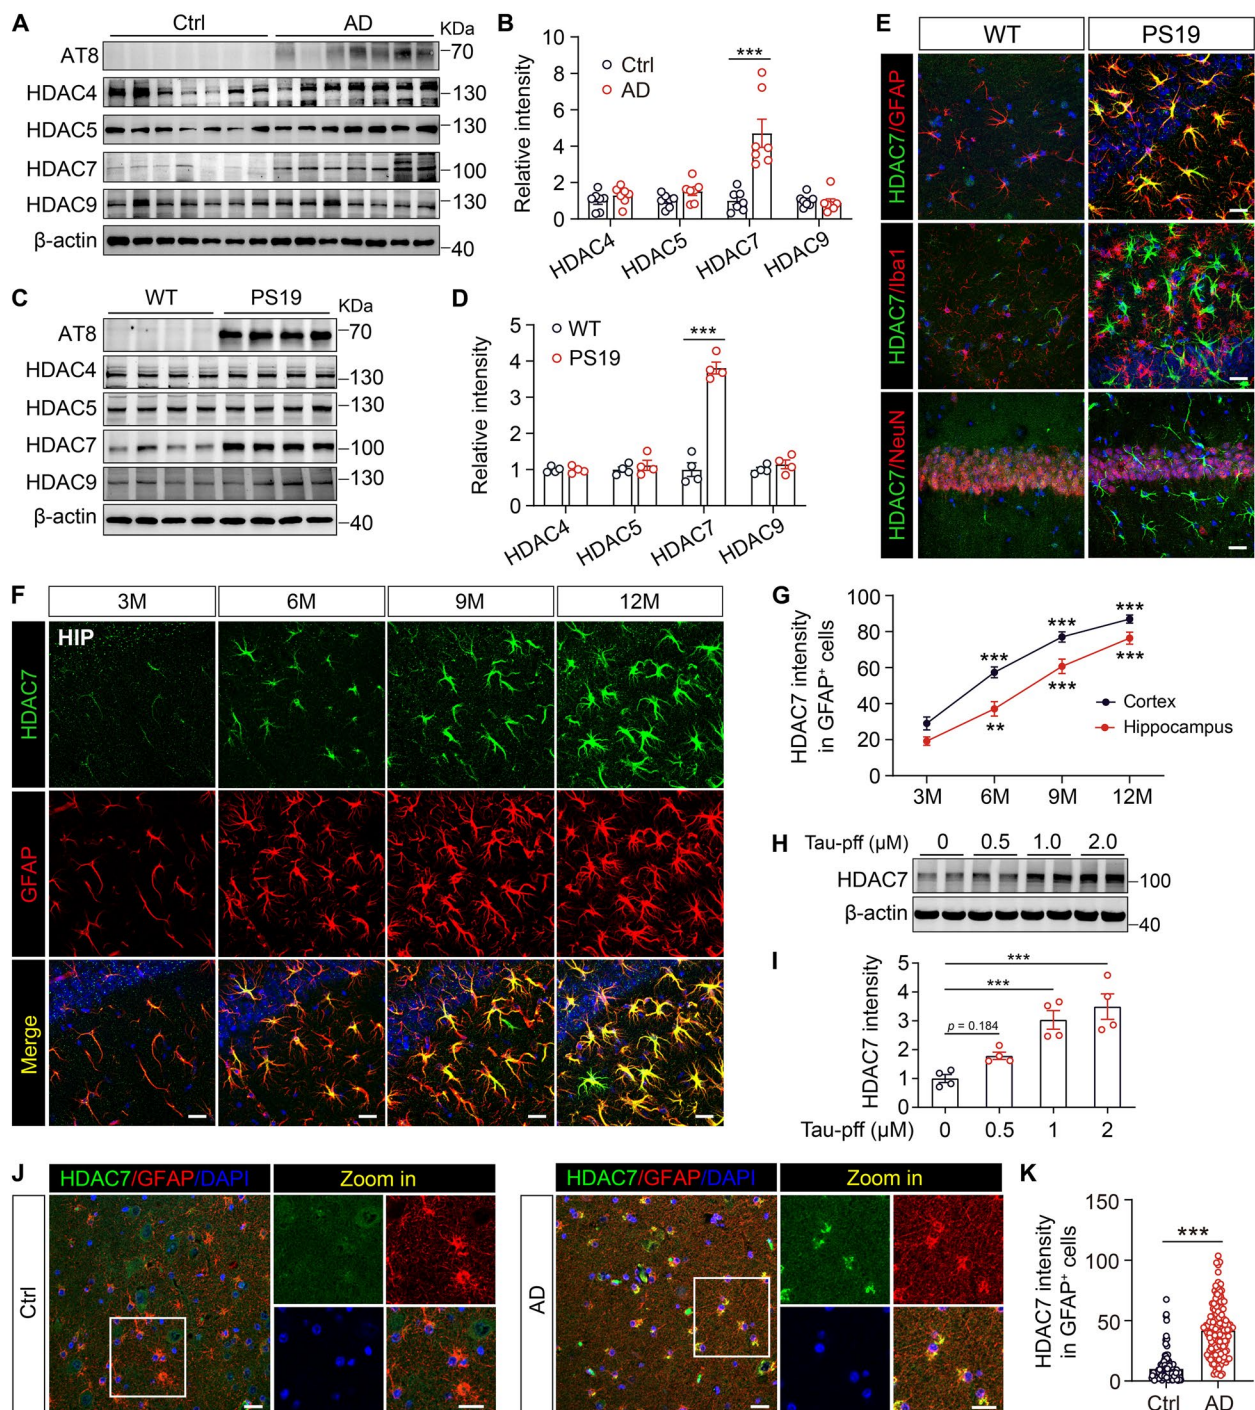 A
Ctrl AD
KDa
AT8 –70
HDAC4 –130
HDAC5 –130
HDAC7 –100
HDAC9 –130
β-actin –40
B
Relative intensity
10
8
6
4
2
0
Ctrl
AD
***
HDAC4 HDAC5 HDAC7 HDAC9
C
WT PS19
KDa
AT8 –70
HDAC4 –130
HDAC5 –130
HDAC7 –100
HDAC9 –130
β-actin –40
D
Relative intensity
5
4
3
2
1
0
WT
PS19
***
HDAC4 HDAC5 HDAC7 HDAC9
E
WT PS19
HDAC7/GFAP
HDAC7/Iba1
HDAC7/NeuN
F
3M 6M 9M 12M
HIP
HDAC7
GFAP
Merge
G
HDAC7 intensity
in GFAP+ cells
100
80
60
40
20
0
*** *** ***
** *** ***
Cortex
Hippocampus
3M 6M 9M 12M
H
Tau-pff (µM) 0 0.5 1.0 2.0
HDAC7 –100
β-actin –40
I
HDAC7 intensity
5
4
3
2
1
0
***
***
p = 0.184
Tau-pff (µM) 0 0.5 1 2
J
HDAC7/GFAP/DAPI Zoom in
Ctrl
HDAC7/GFAP/DAPI Zoom in
AD
K
HDAC7 intensity
in GFAP+ cells
150
100
50
0
***
Ctrl AD